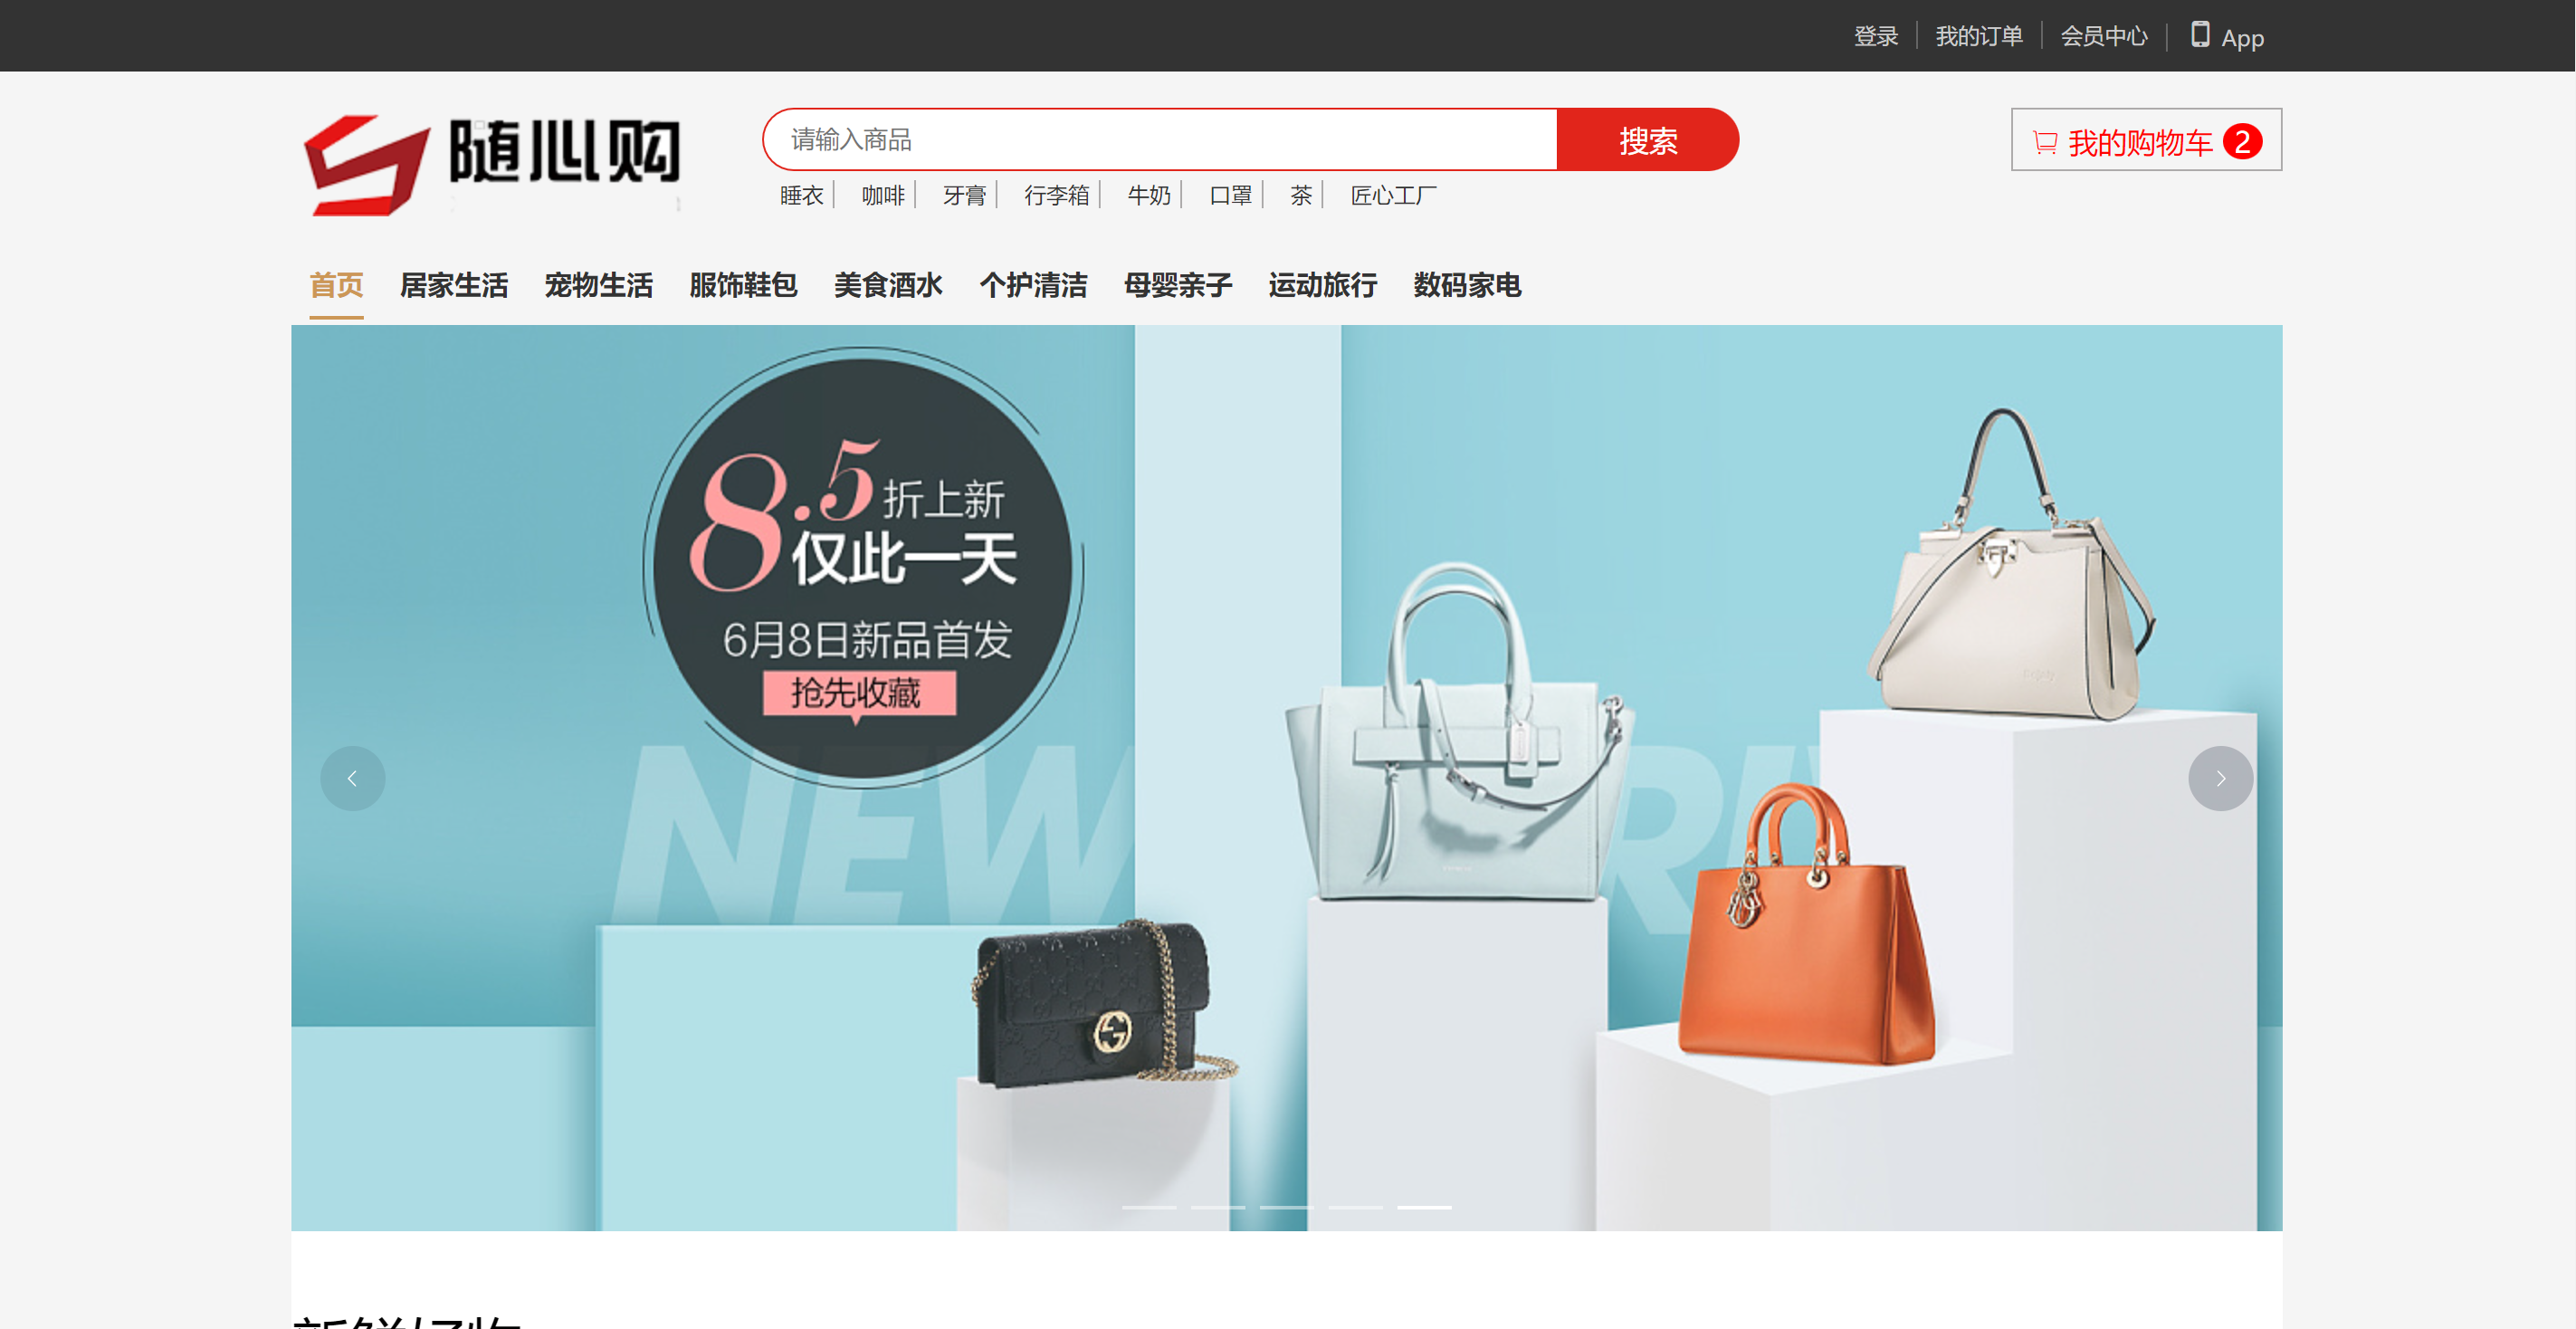 登录 我的订单 会员中心 App
随心购
请输入商品 搜索
我的购物车 2
睡衣 咖啡 牙膏 行李箱 牛奶 口罩 茶 匠心工厂
首页 居家生活 宠物生活 服饰鞋包 美食酒水 个护清洁 母婴亲子 运动旅行 数码家电
8.5折上新
仅此一天
6月8日新品首发
抢先收藏
NEW